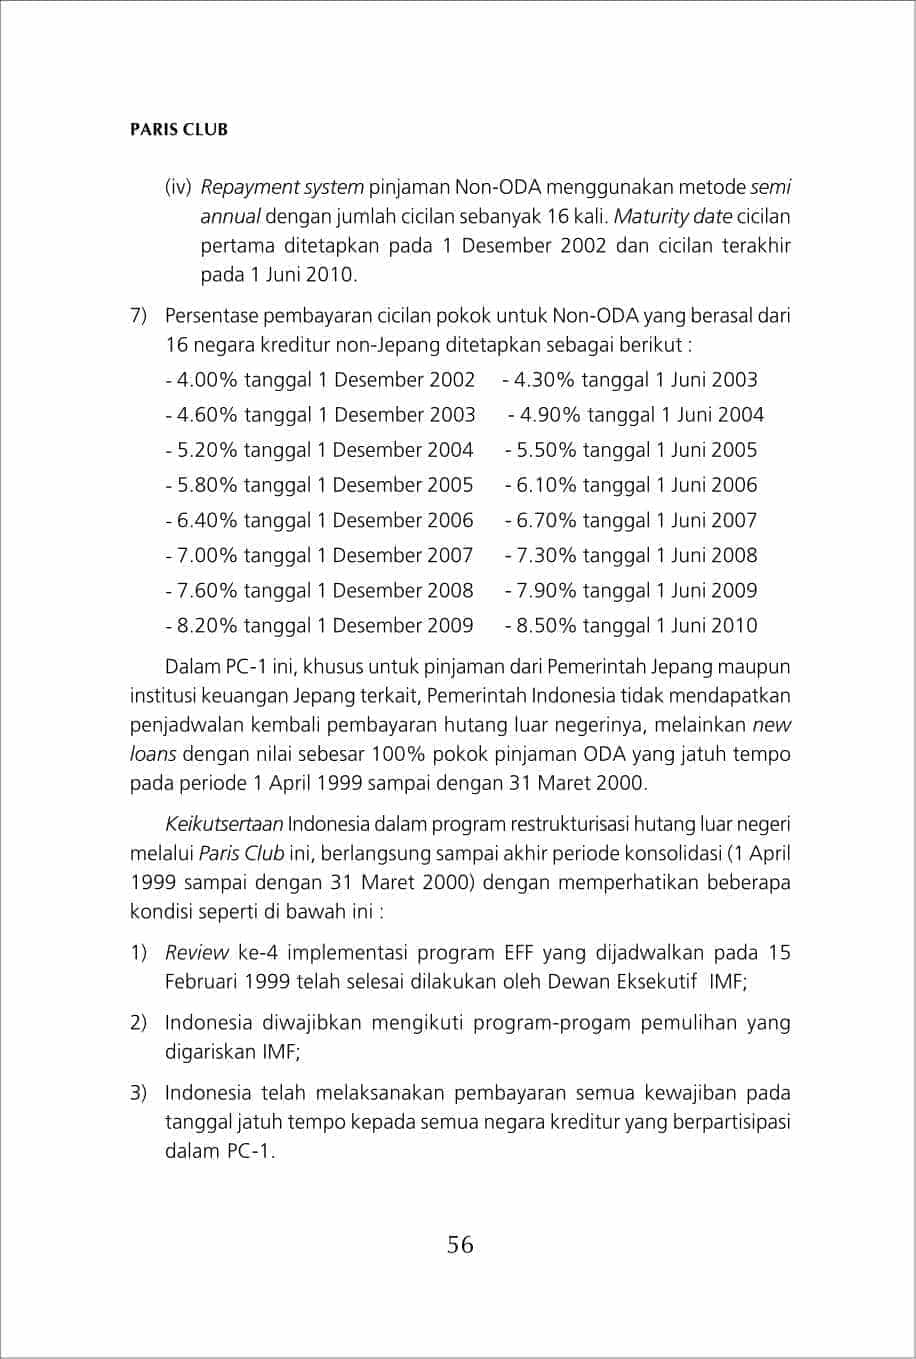 PARIS CLUB
(iv) Repayment system pinjaman Non-ODA menggunakan metode semi
annual dengan jumlah cicilan sebanyak 16 kali. Maturity date cicilan
pertama ditetapkan pada 1 Desember 2002 dan cicilan terakhir
pada 1 Juni 2010.
7) Persentase pembayaran cicilan pokok untuk Non-ODA yang berasal dari
16 negara kreditur non-Jepang ditetapkan sebagai berikut :
- 4.00% tanggal 1 Desember 2002 - 4.30% tanggal 1 Juni 2003
- 4.60% tanggal 1 Desember 2003 - 4.90% tanggal 1 Juni 2004
- 5.20% tanggal 1 Desember 2004 - 5.50% tanggal 1 Juni 2005
- 5.80% tanggal 1 Desember 2005 - 6.10% tanggal 1 Juni 2006
- 6.40% tanggal 1 Desember 2006 - 6.70% tanggal 1 Juni 2007
- 7.00% tanggal 1 Desember 2007 - 7.30% tanggal 1 Juni 2008
- 7.60% tanggal 1 Desember 2008 - 7.90% tanggal 1 Juni 2009
- 8.20% tanggal 1 Desember 2009 - 8.50% tanggal 1 Juni 2010
Dalam PC-1 ini, khusus untuk pinjaman dari Pemerintah Jepang maupun
institusi keuangan Jepang terkait, Pemerintah Indonesia tidak mendapatkan
penjadwalan kembali pembayaran hutang luar negerinya, melainkan new
loans dengan nilai sebesar 100% pokok pinjaman ODA yang jatuh tempo
pada periode 1 April 1999 sampai dengan 31 Maret 2000.
Keikutsertaan Indonesia dalam program restrukturisasi hutang luar negeri
melalui Paris Club ini, berlangsung sampai akhir periode konsolidasi (1 April
1999 sampai dengan 31 Maret 2000) dengan memperhatikan beberapa
kondisi seperti di bawah ini :
1) Review ke-4 implementasi program EFF yang dijadwalkan pada 15
Februari 1999 telah selesai dilakukan oleh Dewan Eksekutif IMF;
2) Indonesia diwajibkan mengikuti program-progam pemulihan yang
digariskan IMF;
3) Indonesia telah melaksanakan pembayaran semua kewajiban pada
tanggal jatuh tempo kepada semua negara kreditur yang berpartisipasi
dalam PC-1.
56